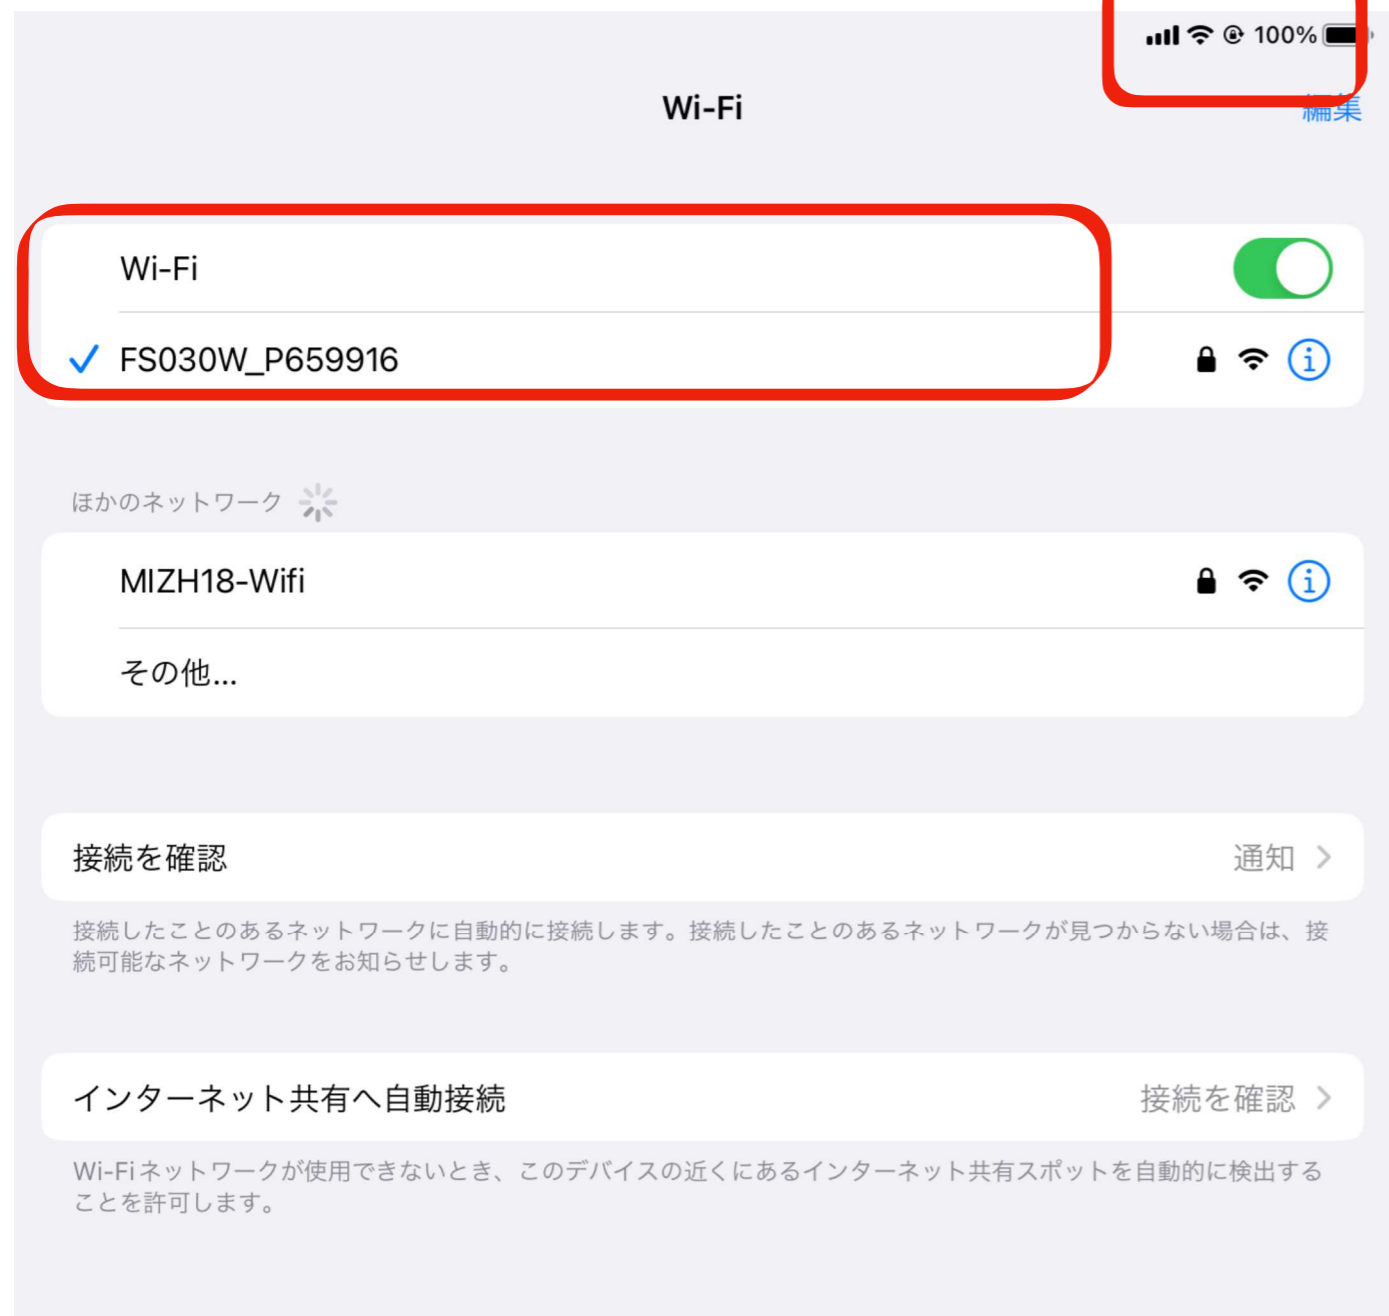 100%
Wi-Fi
編集
Wi-Fi
FS030W_P659916
ほかのネットワーク
MIZH18-Wifi
その他...
接続を確認 通知
接続したことのあるネットワークに自動的に接続します。接続したことのあるネットワークが見つからない場合は、接
続可能なネットワークをお知らせします。
インターネット共有へ自動接続 接続を確認
Wi-Fiネットワークが使用できないとき、このデバイスの近くにあるインターネット共有スポットを自動的に検出する
ことを許可します。